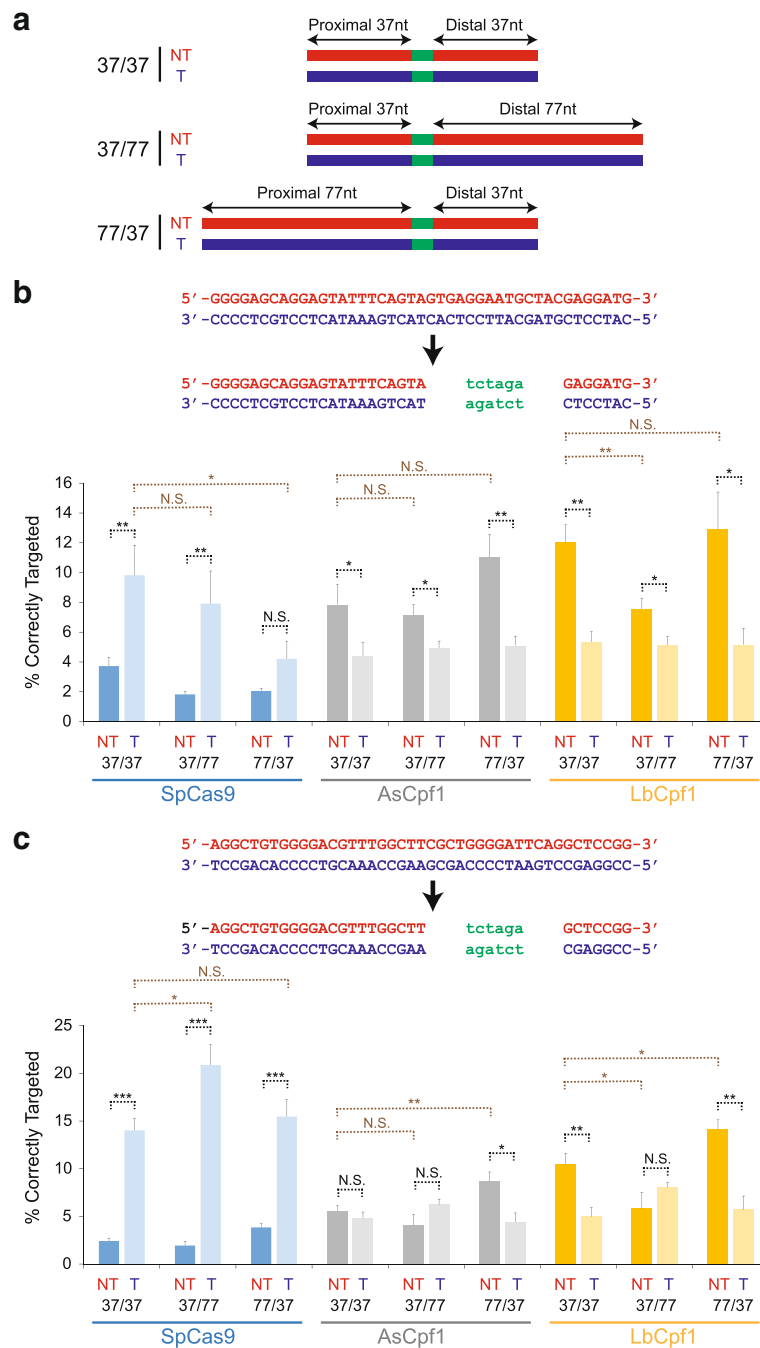 a
Proximal 37nt Distal 37nt
37/37 NT
T
Proximal 37nt Distal 77nt
37/77 NT
T
Proximal 77nt Distal 37nt
77/37 NT
T
b
5’-GGGGAGCAGGAGTATTTCAGTAGTGAGGAATGCTACGAGGATG-3’
3’-CCCCTCGTCCTCATAAAGTCATCACTCCTTACGATGCTCCTAC-5’
5’-GGGGAGCAGGAGTATTTCAGTA tctaga GAGGATG-3’
3’-CCCCTCGTCCTCATAAAGTCAT agatct CTCCTAC-5’
N.S.
**
N.S.
N.S.
*
N.S.
** ** N.S. * * ** ** * *
% Correctly Targeted
16
14
12
10
8
6
4
2
0
NT T NT T NT T NT T NT T NT T NT T NT T NT T
37/37 37/77 77/37 37/37 37/77 77/37 37/37 37/77 77/37
SpCas9 AsCpf1 LbCpf1
c
5’-AGGCTGTGGGGACGTTTGGCTTCGCTGGGGATTCAGGCTCCGG-3’
3’-TCCGACACCCCTGCAAACCGAAGCGACCCCTAAGTCCGAGGCC-5’
5’-AGGCTGTGGGGACGTTTGGCTT tctaga GCTCCGG-3’
3’-TCCGACACCCCTGCAAACCGAA agatct CGAGGCC-5’
N.S.
*
*
*
**
N.S.
*** *** *** N.S. N.S. * ** N.S. **
% Correctly Targeted
25
20
15
10
5
0
NT T NT T NT T NT T NT T NT T NT T NT T NT T
37/37 37/77 77/37 37/37 37/77 77/37 37/37 37/77 77/37
SpCas9 AsCpf1 LbCpf1